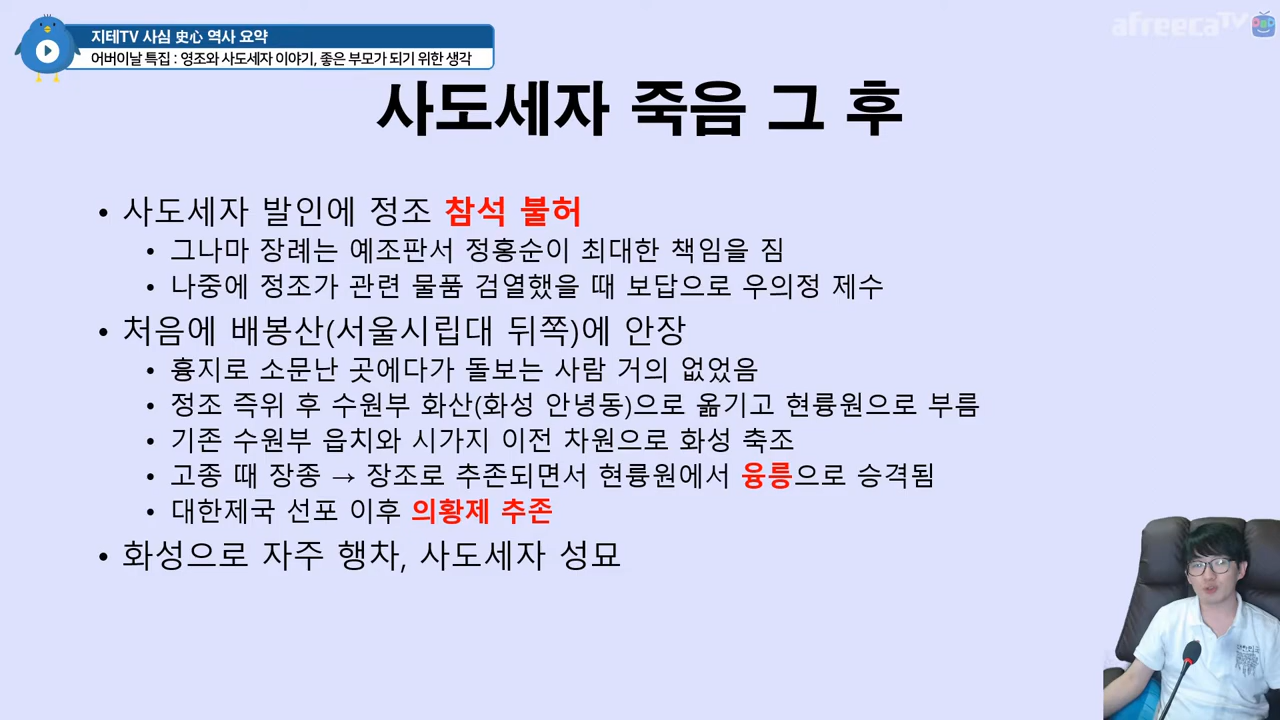 지테TV 사심 史心 역사 요약
어버이날 특집 : 영조와 사도세자 이야기, 좋은 부모가 되기 위한 생각
afreecaTV
사도세자 죽음 그 후
• 사도세자 발인에 정조 참석 불허
• 그나마 장례는 예조판서 정홍순이 최대한 책임을 짐
• 나중에 정조가 관련 물품 검열했을 때 보답으로 우의정 제수
• 처음에 배봉산(서울시립대 뒤쪽)에 안장
• 흉지로 소문난 곳에다가 돌보는 사람 거의 없었음
• 정조 즉위 후 수원부 화산(화성 안녕동)으로 옮기고 현륭원으로 부름
• 기존 수원부 읍치와 시가지 이전 차원으로 화성 축조
• 고종 때 장종 → 장조로 추존되면서 현륭원에서 융릉으로 승격됨
• 대한제국 선포 이후 의황제 추존
• 화성으로 자주 행차, 사도세자 성묘